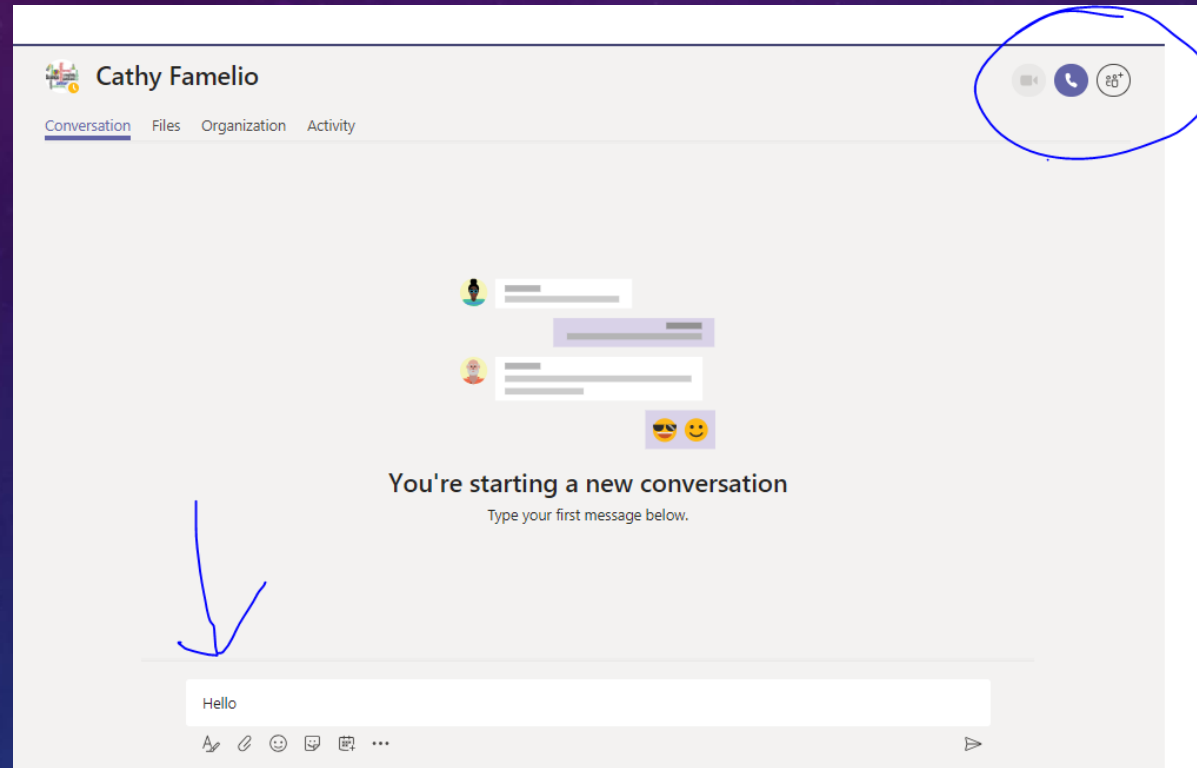 Cathy Famelio
Conversation Files Organization Activity
You're starting a new conversation
Type your first message below.
Hello